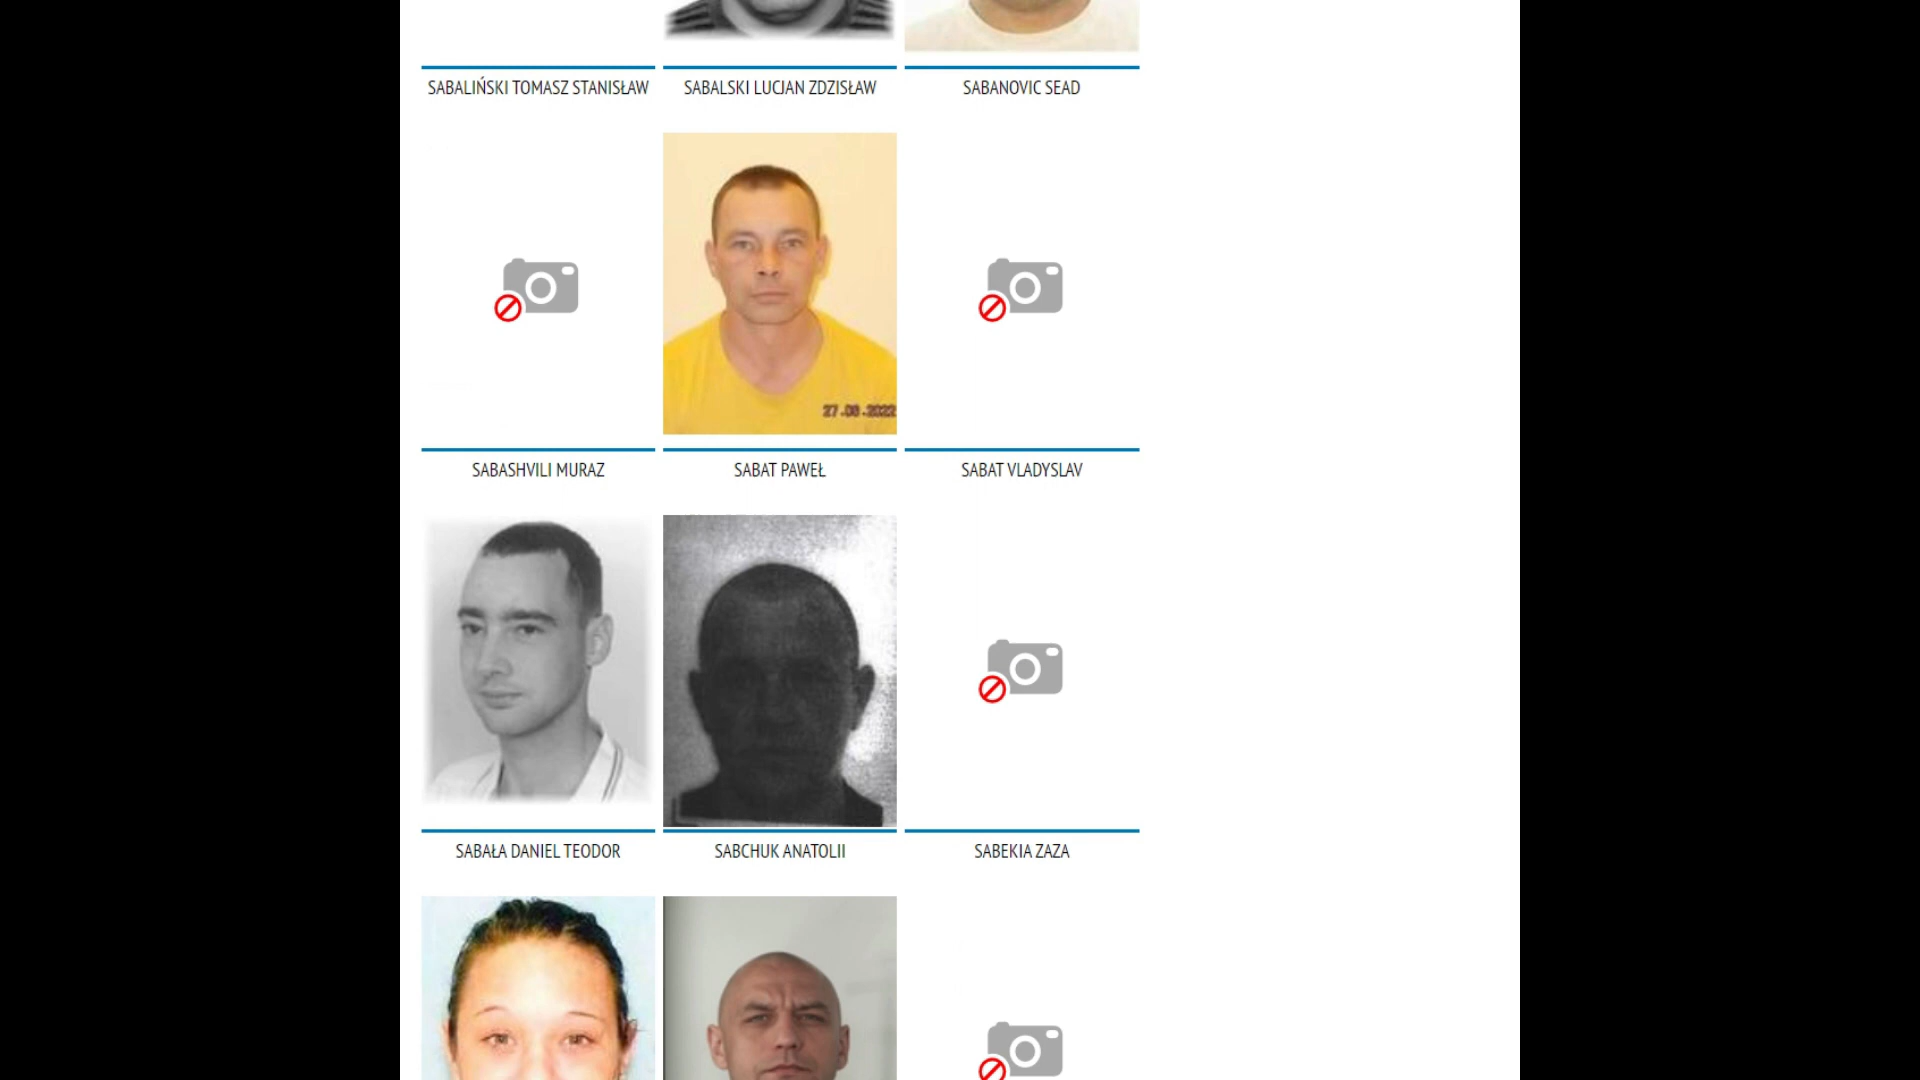 SABALIŃSKI TOMASZ STANISŁAW
SABALSKI LUCJAN ZDZISŁAW
SABANOVIC SEAD
27.08.2022
SABASHVILI MURAZ
SABAT PAWEŁ
SABAT VLADYSLAV
SABAŁA DANIEL TEODOR
SABCHUK ANATOLII
SABEKIA ZAZA